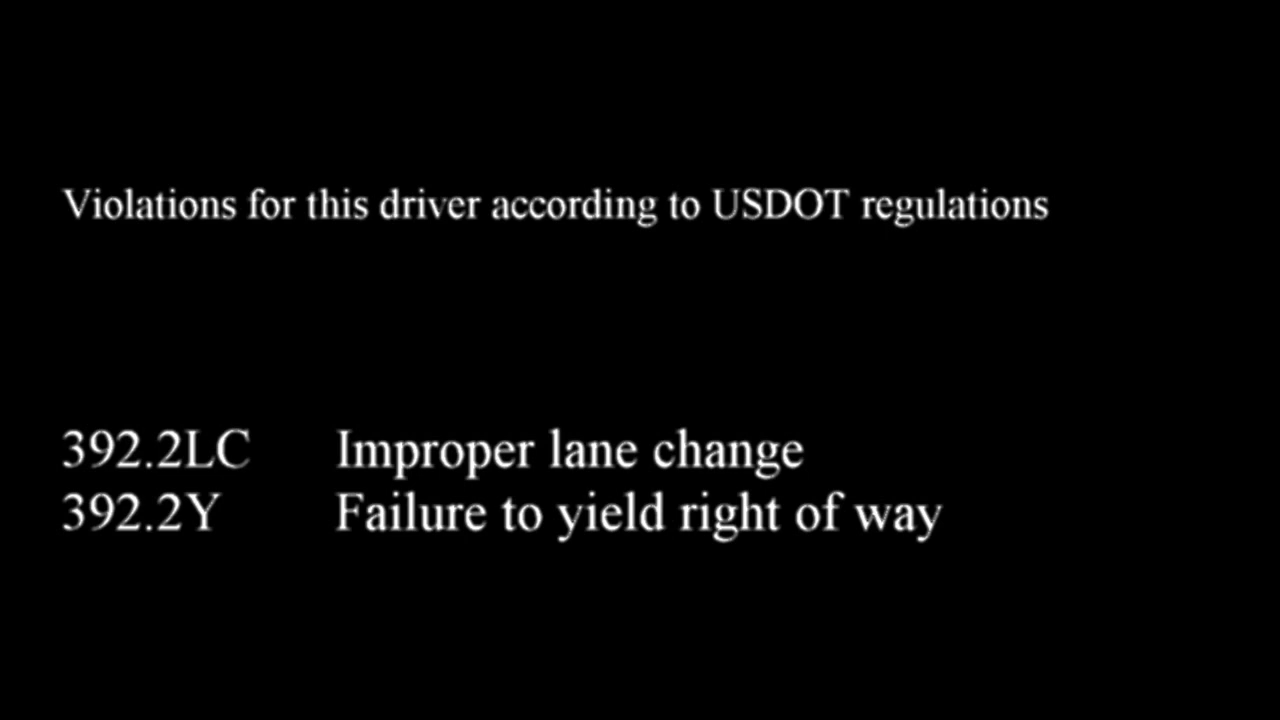 Violations for this driver according to USDOT regulations
392.2LC Improper lane change
392.2Y Failure to yield right of way